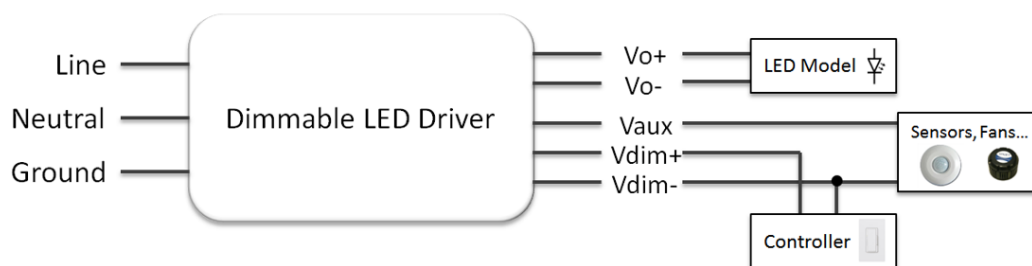 Line
Neutral
Ground
Dimmable LED Driver
Vo+
Vo-
Vaux
Vdim+
Vdim-
LED Model
Sensors, Fans...
Controller